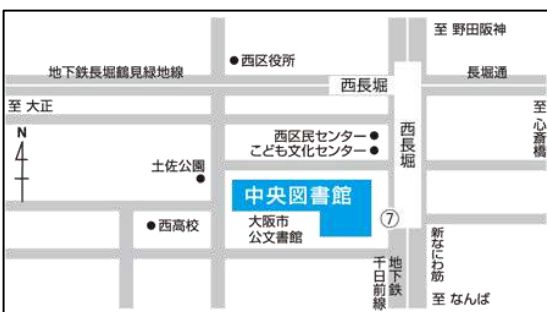 至 野田阪神
西区役所
地下鉄長堀鶴見緑地線
西長堀
長堀通
至 大正
至 心斎橋
N
西区民センター
こども文化センター
西長堀
土佐公園
中央図書館
西高校
大阪市
公文書館
⑦
新なにわ筋
地下鉄
千日前線
至 なんば